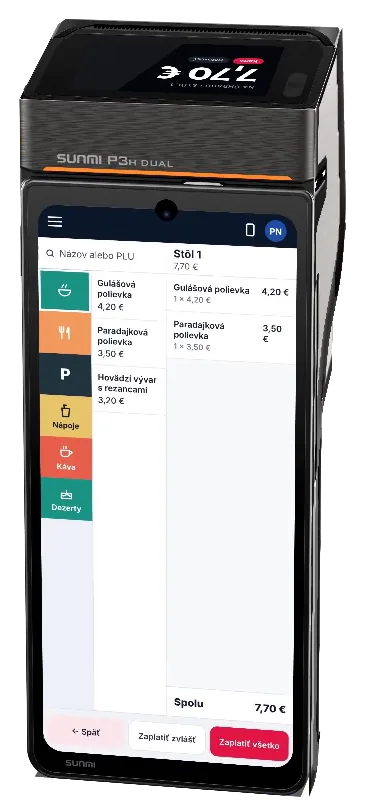 7,70 €
SUNMI P3H DUAL
PN
Názov alebo PLU
Stôl 1
7,70 €
Gulášová
polievka
4,20 €
Paradajková
polievka
3,50 €
Hovädzí vývar
s rezancami
3,20 €
P
Nápoje
Káva
Dezerty
Gulášová polievka
4,20 €
1 × 4,20 €
Paradajková
polievka
3,50
€
1 × 3,50 €
Spolu
7,70 €
← Späť
Zaplatiť zvlášť
Zaplatiť všetko
SUNMI